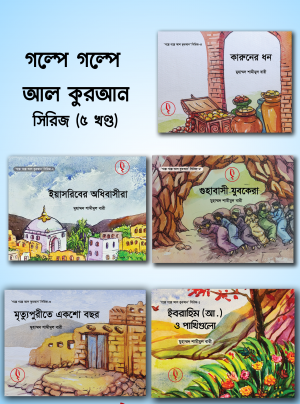 গল্পে গল্পে
আল কুরআন
সিরিজ (৫ খণ্ড)
কারুনের ধন
মুহাম্মদ শামীমুল বারী
ইয়াসরিবের অধিবাসীরা
মুহাম্মদ শামীমুল বারী
গুহাবাসী যুবকেরা
মুহাম্মদ শামীমুল বারী
মৃত্যুপুরীতে একশো বছর
মুহাম্মদ শামীমুল বারী
ইবরাহিম (আ.)
ও পাখিগুলো
মুহাম্মদ শামীমুল বারী